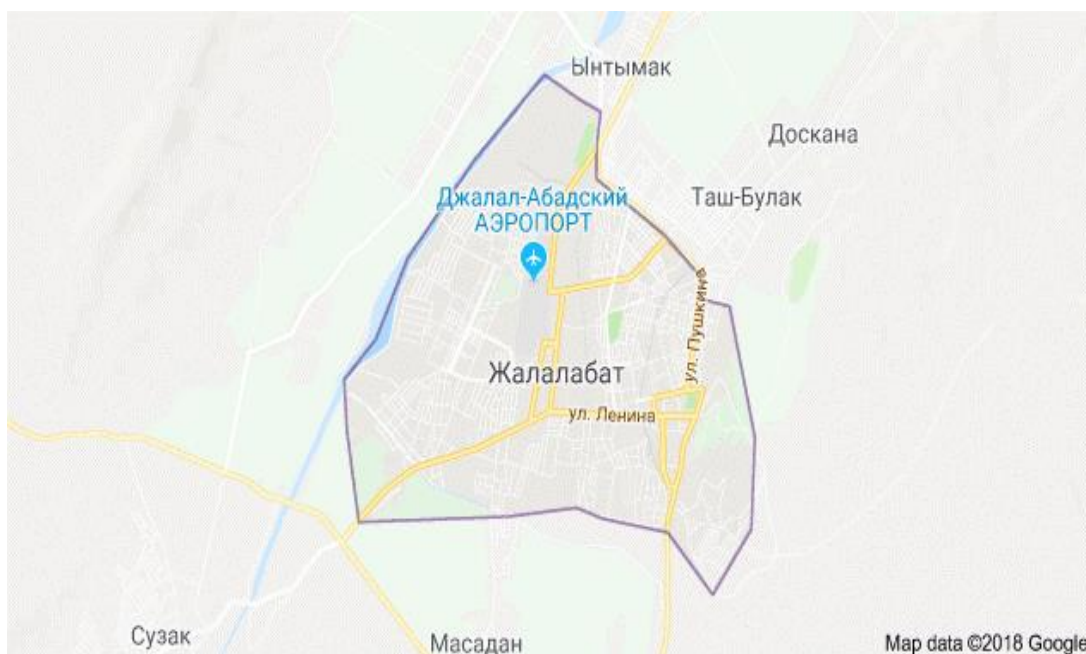 Ынтымак
Доскана
Таш-Булак
Джалал-Абадский
АЭРОПОРТ
ул. Пушкина
Жалалабат
ул. Ленина
Сузак
Масадан
Map data ©2018 Google